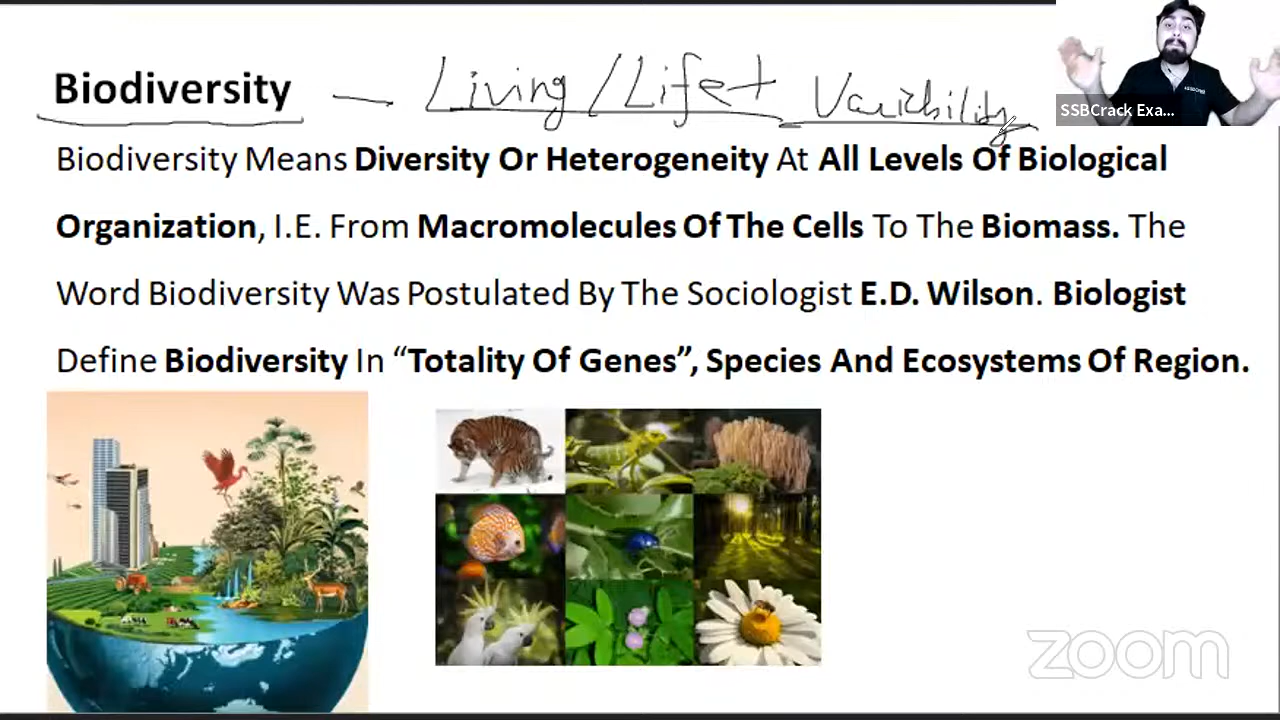 Biodiversity — Living/Life + Variability
SSBCrack Exa...
Biodiversity Means Diversity Or Heterogeneity At All Levels Of Biological
Organization, I.E. From Macromolecules Of The Cells To The Biomass. The
Word Biodiversity Was Postulated By The Sociologist E.D. Wilson. Biologist
Define Biodiversity In “Totality Of Genes”, Species And Ecosystems Of Region.
zoom